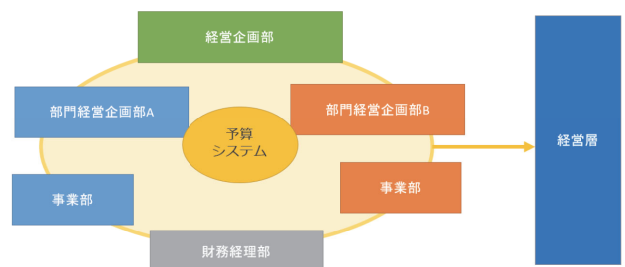 経営企画部
部門経営企画部A
部門経営企画部B
予算
システム
経営層
事業部
事業部
財務経理部